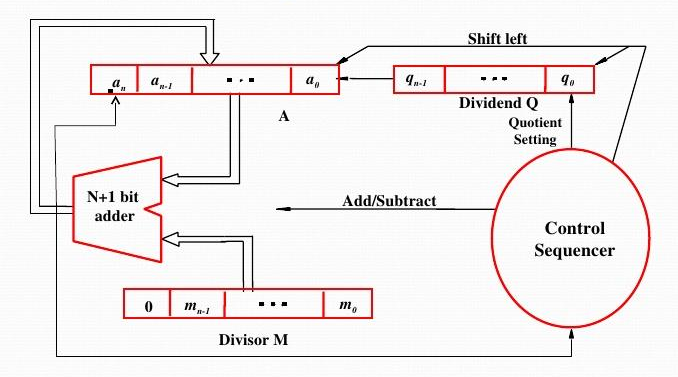 Shift left
aₙ aₙ₋₁ ... a₀
qₙ₋₁ ... q₀
A
Dividend Q
Quotient
Setting
N+1 bit
adder
Add/Subtract
Control
Sequencer
0 mₙ₋₁ ... m₀
Divisor M